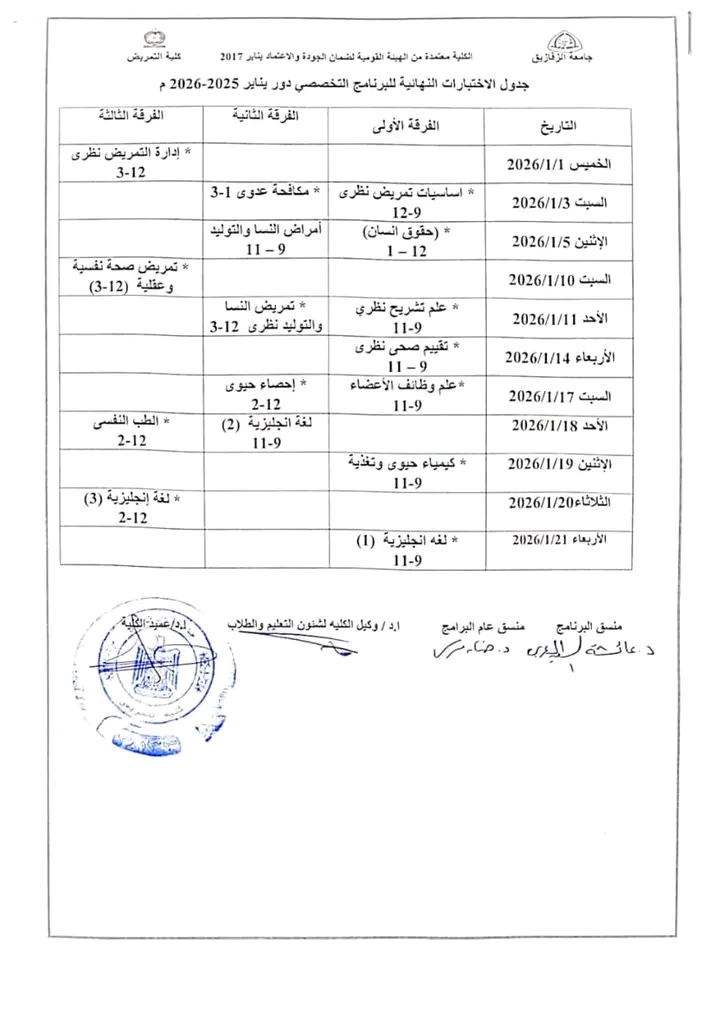 جامعة الزقازيق
الكلية معتمدة من الهيئة القومية لضمان الجودة والاعتماد يناير 2017
كلية التمريض
جدول الاختبارات النهائية للبرنامج التخصصي دور يناير 2025-2026 م
التاريخ الفرقة الأولى الفرقة الثانية الفرقة الثالثة
الخميس 2026/1/1 * إدارة التمريض نظرى
3-12
السبت 2026/1/3 * اساسيات تمريض نظرى * مكافحة عدوى 1-3
12-9
الإثنين 2026/1/5 * (حقوق انسان) أمراض النسا والتوليد
12 – 1 9 – 11
السبت 2026/1/10 * تمريض صحة نفسية
وعقلية (12-3)
الأحد 2026/1/11 * علم تشريح نظري * تمريض النسا
11-9 والتوليد نظرى 12-3
الأربعاء 2026/1/14 * تقييم صحى نظرى
9 – 11
السبت 2026/1/17 *علم وظائف الأعضاء * إحصاء حيوى
11-9 2-12
الأحد 2026/1/18 لغة انجليزية (2) * الطب النفسى
11-9 2-12
الإثنين 2026/1/19 * كيمياء حيوى وتغذية
11-9
الثلاثاء2026/1/20 * لغة إنجليزية (3)
2-12
الأربعاء 2026/1/21 * لغه انجليزية (1)
11-9
منسق البرنامج منسق عام البرامج ا.د / وكيل الكليه لشئون التعليم والطلاب ا.د/عميد الكلية